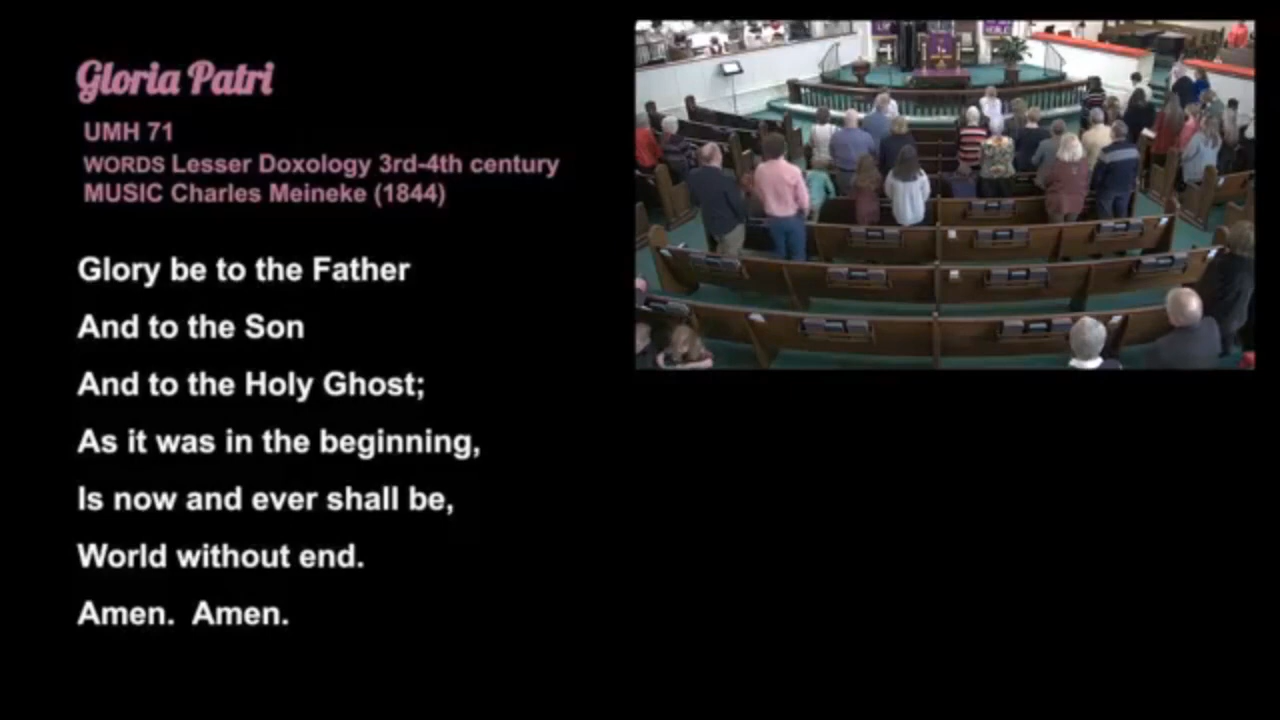 Gloria Patri
UMH 71
WORDS Lesser Doxology 3rd-4th century
MUSIC Charles Meineke (1844)
Glory be to the Father
And to the Son
And to the Holy Ghost;
As it was in the beginning,
Is now and ever shall be,
World without end.
Amen.  Amen.